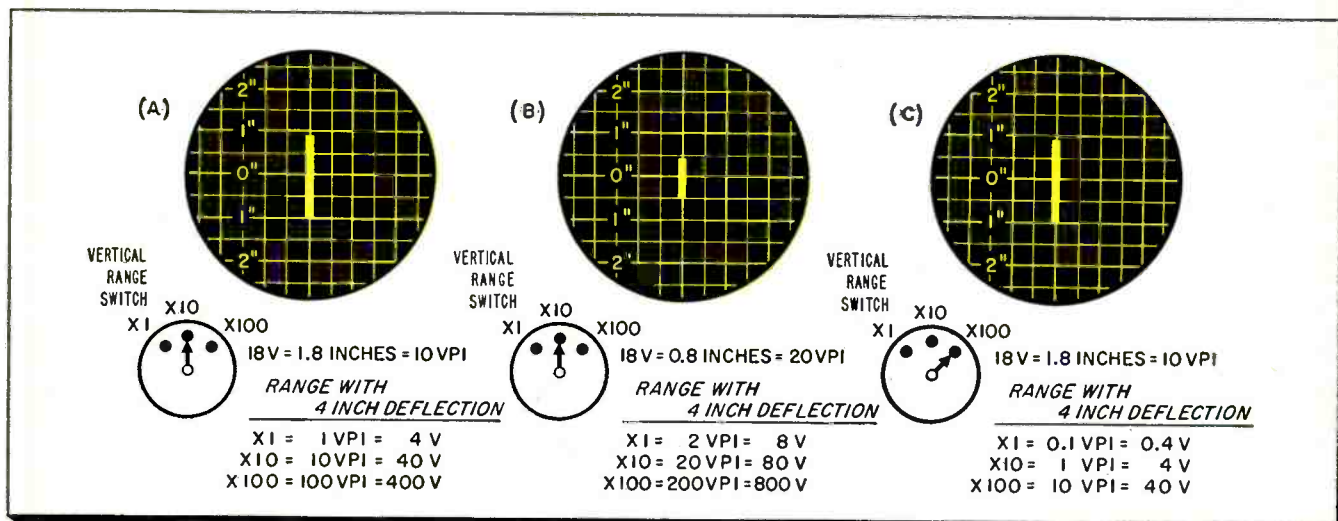 (A)
2"
1"
0"
1"
2"
VERTICAL
RANGE
SWITCH
X1 X10 X100
18V = 1.8 INCHES = 10 VPI
RANGE WITH
4 INCH DEFLECTION
X1 = 1 VPI = 4 V
X10 = 10 VPI = 40 V
X100 = 100 VPI = 400 V
(B)
2"
1"
0"
1"
2"
VERTICAL
RANGE
SWITCH
X1 X10 X100
18V = 0.8 INCHES = 20 VPI
RANGE WITH
4 INCH DEFLECTION
X1 = 2 VPI = 8 V
X10 = 20 VPI = 80 V
X100 = 200 VPI = 800 V
(C)
2"
1"
0"
1"
2"
VERTICAL
RANGE
SWITCH
X1 X10 X100
18V = 1.8 INCHES = 10 VPI
RANGE WITH
4 INCH DEFLECTION
X1 = 0.1 VPI = 0.4 V
X10 = 1 VPI = 4 V
X100 = 10 VPI = 40 V